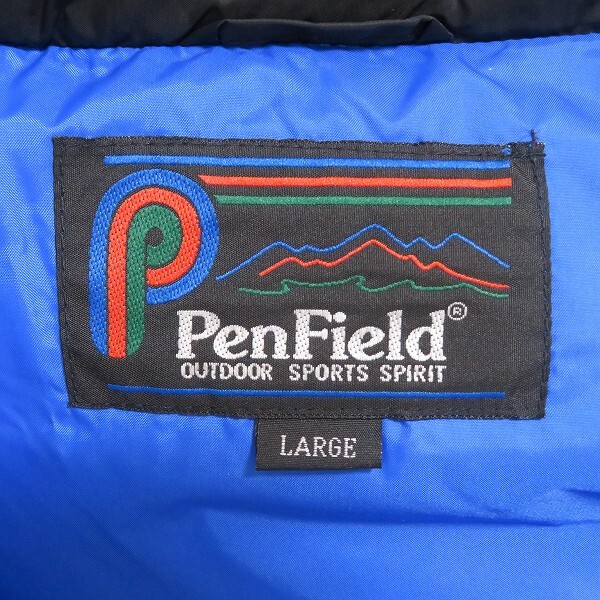 P
PenField®
OUTDOOR SPORTS SPIRIT
LARGE